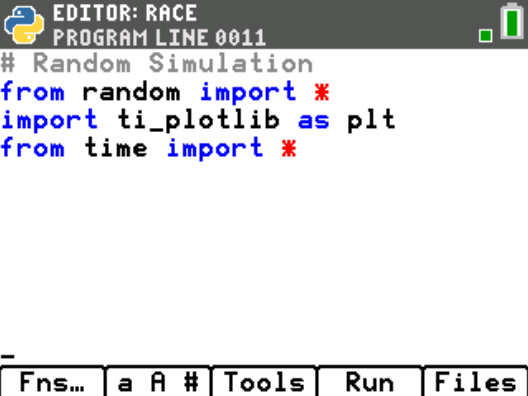 EDITOR: RACE
PROGRAM LINE 0011
# Random Simulation
from random import *
import ti_plotlib as plt
from time import *
_
Fns… a A # Tools Run Files